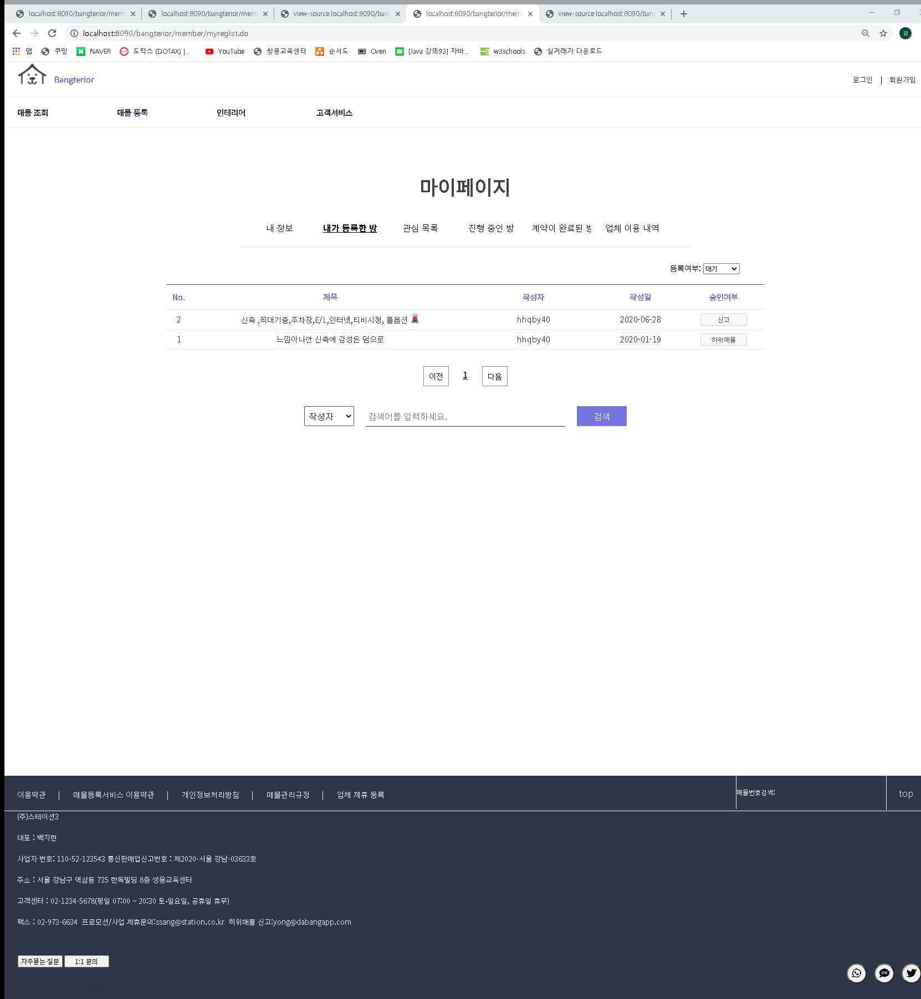 localhost:8090/bangterior/mem localhost:8090/bangterior/mem view-source:localhost:8090/bang localhost:8090/bangterior/mem view-source:localhost:8090/bang
localhost:8090/bangterior/member/myreglist.do 김
앱 쿠팡 NAVER 도탁스 (DOTAX) |... YouTube 쌍용교육센터 순서도 Oven [Java 강의93] 자바... w3schools 실거래가 다운로드
Bangterior 로그인 | 회원가입
매물 조회 매물 등록 인테리어 고객서비스
마이페이지
내 정보 내가 등록한 방 관심 목록 진행 중인 방 계약이 완료된 방 업체 이용 내역
등록여부: 대기
No. 제목 작성자 작성일 승인여부
2 신축 ,꼭대기층,주차장,E/L,인터넷,티비시청, 풀옵션 hhqby40 2020-06-28 신고
1 느낌아니깐 신축에 감성은 덤으로 hhqby40 2020-01-19 허위매물
이전 1 다음
작성자 검색어를 입력하세요. 검색
이용약관 | 매물등록서비스 이용약관 | 개인정보처리방침 | 매물관리규정 | 업체 제휴 등록 매물번호검색: top
(주)스테이션3
대표 : 백지현
사업자 번호: 110-52-123543 통신판매업신고번호 : 제2020-서울 강남-03633호
주소 : 서울 강남구 역삼동 735 한독빌딩 8층 쌍용교육센터
고객센터 : 02-1234-5678(평일 07:00 ~ 20:30 토·일요일, 공휴일 휴무)
팩스 : 02-973-6634 프로모션/사업 제휴문의:ssang@station.co.kr 허위매물 신고:yong@dabangapp.com
자주묻는 질문 1:1 문의